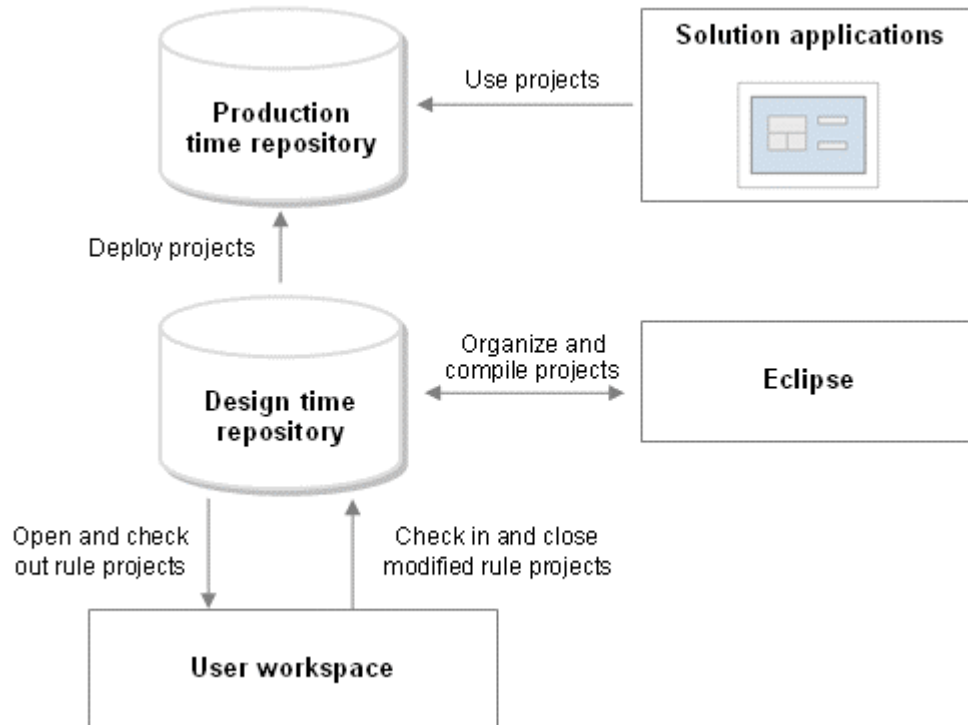 Solution applications
Use projects
Production
time repository
Deploy projects
Organize and
compile projects
Eclipse
Design time
repository
Open and check
out rule projects
Check in and close
modified rule projects
User workspace